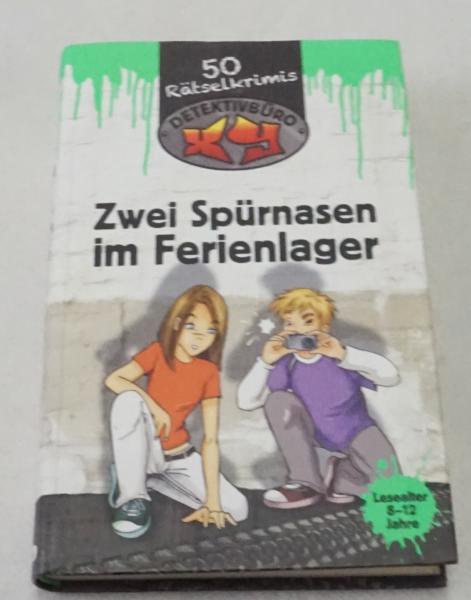 50
Rätselkrimis
DETEKTIVBÜRO
XY
Zwei Spürnasen
im Ferienlager
Lesealter
8-12
Jahre